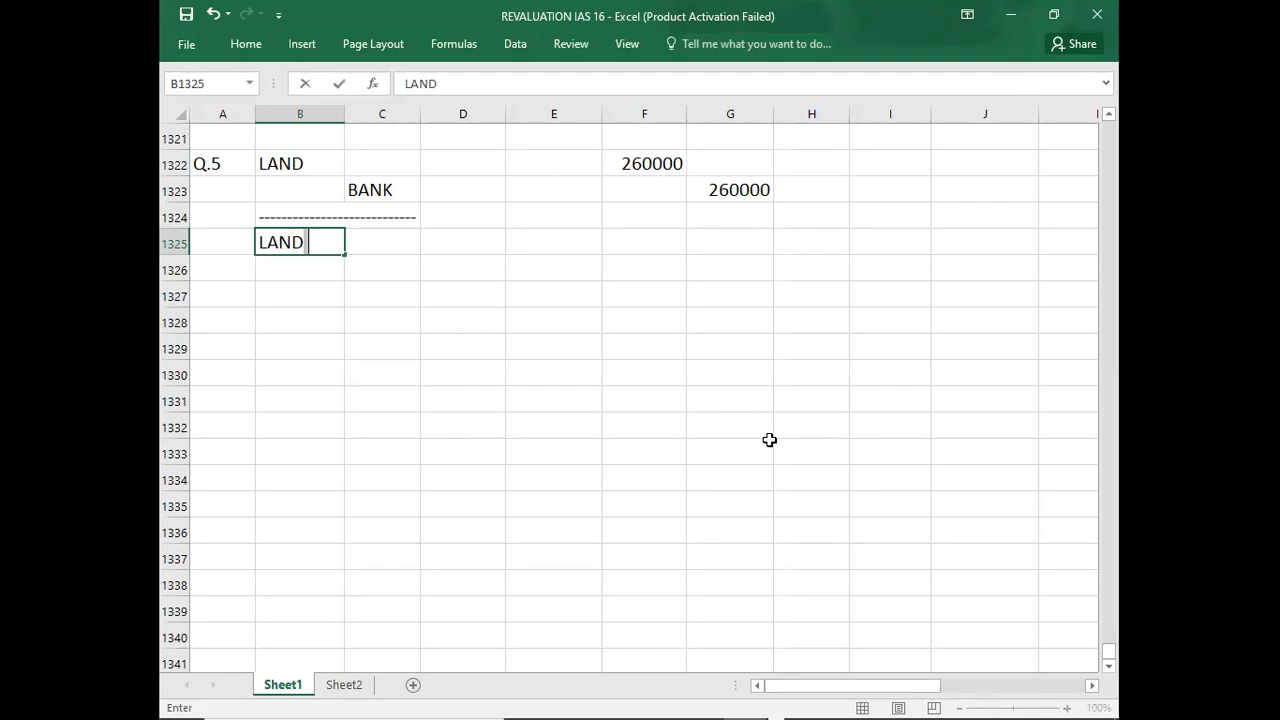 REVALUATION IAS 16 - Excel (Product Activation Failed)
File Home Insert Page Layout Formulas Data Review View Tell me what you want to do... Share
B1325 fx LAND
A B C D E F G H I J
1321
1322 Q.5 LAND 260000
1323 BANK 260000
1324 ----------------------------
1325 LAND
1326
1327
1328
1329
1330
1331
1332
1333
1334
1335
1336
1337
1338
1339
1340
1341
Sheet1 Sheet2
Enter 100%